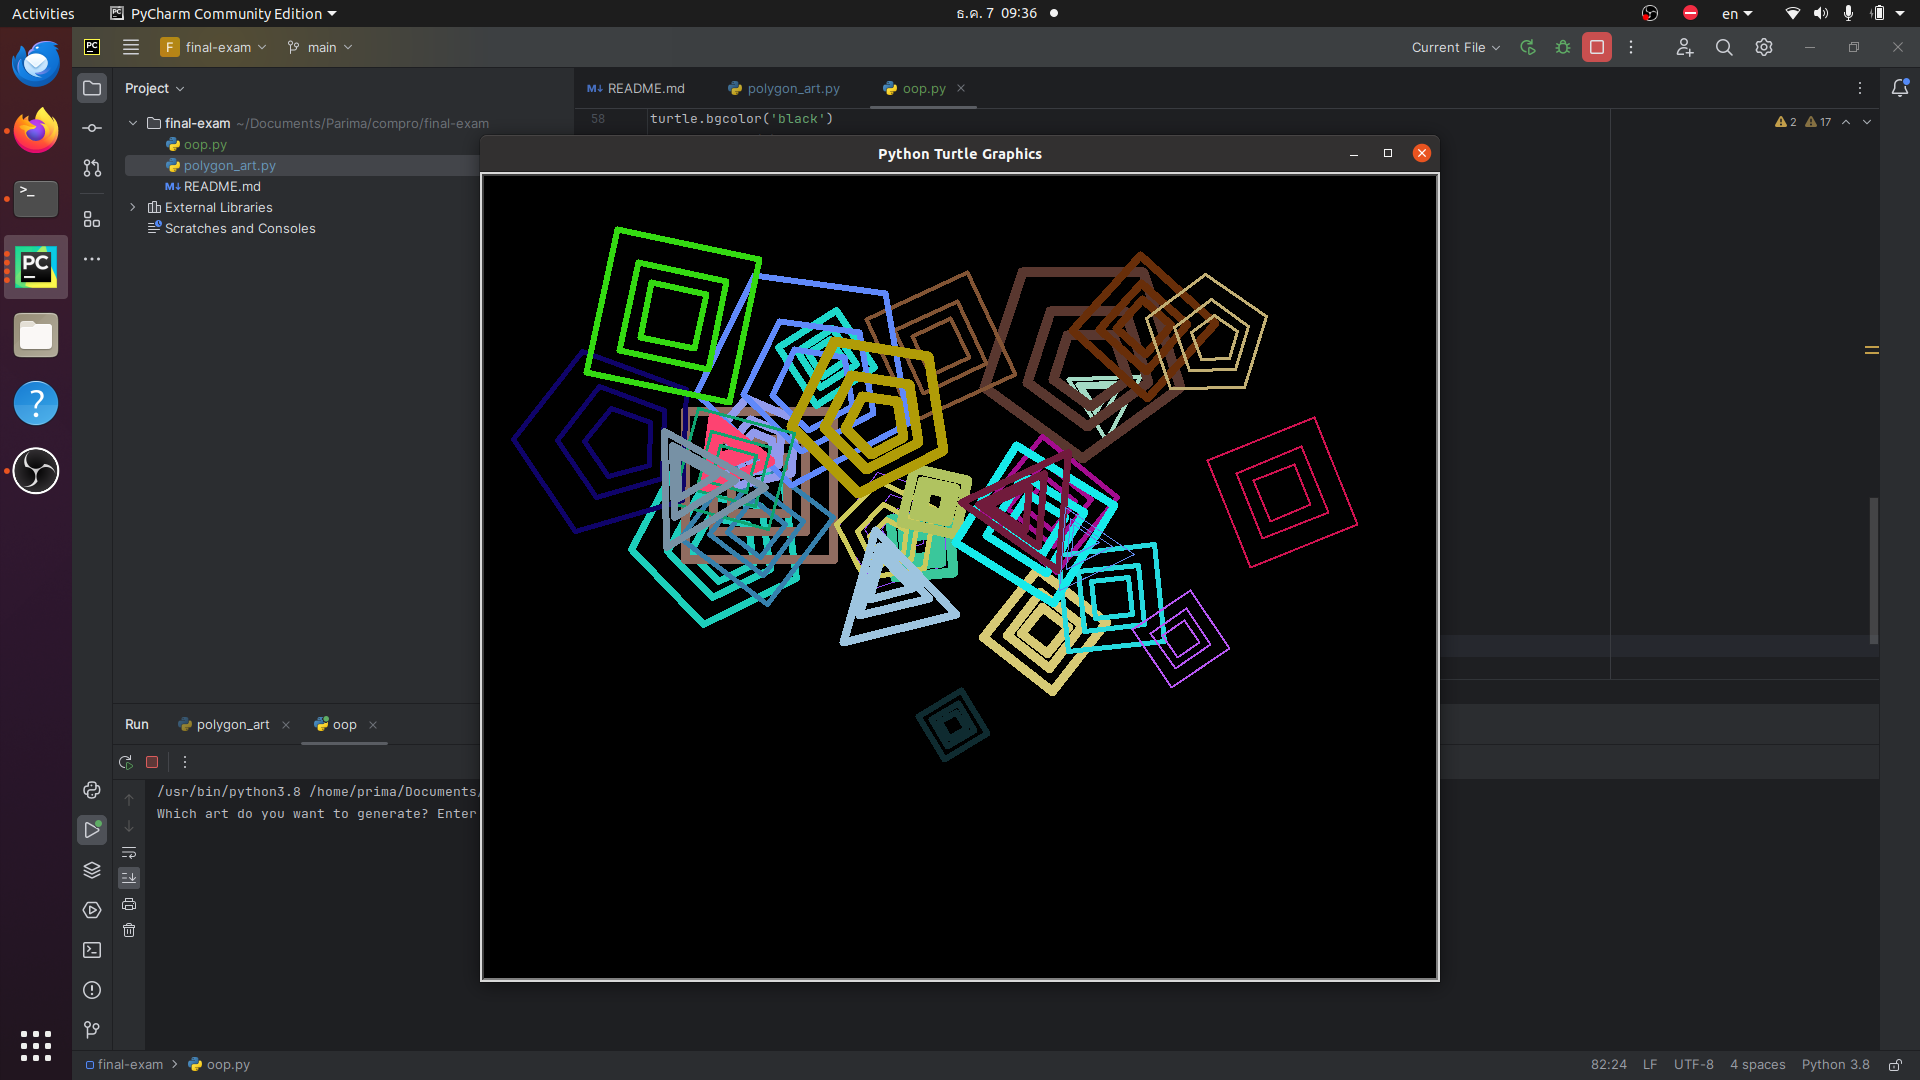 Activities
PyCharm Community Edition
ธ.ค. 7 09:36
en
PC
F final-exam
main
Current File
Project
README.md
polygon_art.py
oop.py
58
turtle.bgcolor('black')
2
17
final-exam ~/Documents/Parima/compro/final-exam
oop.py
polygon_art.py
README.md
External Libraries
Scratches and Consoles
Python Turtle Graphics
PC
Run
polygon_art
oop
/usr/bin/python3.8 /home/prima/Documents/
Which art do you want to generate? Enter
final-exam
oop.py
82:24
LF
UTF-8
4 spaces
Python 3.8